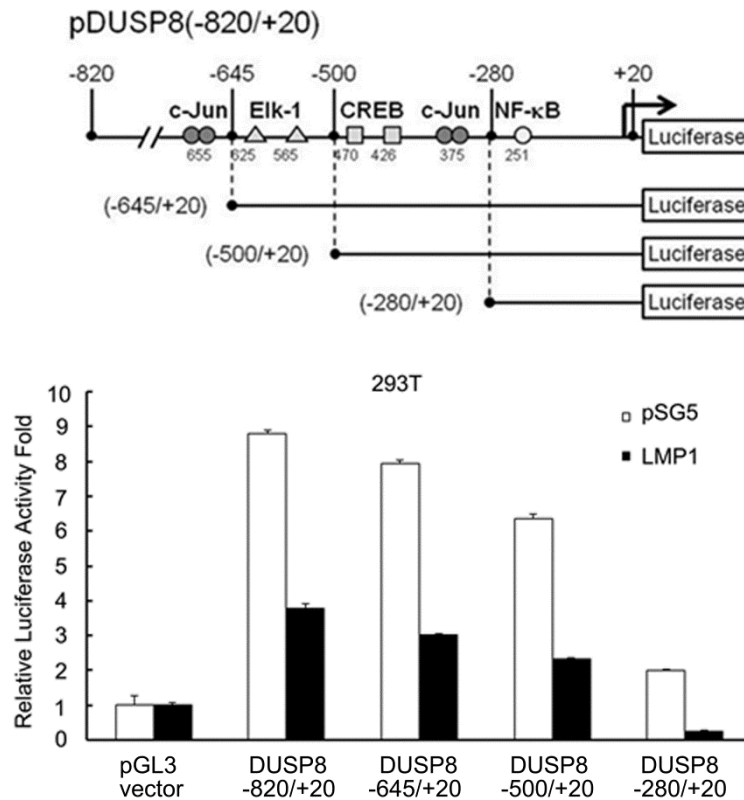 pDUSP8(-820/+20)
-820 -645 -500 -280 +20
c-Jun Elk-1 CREB c-Jun NF-κB
655 625 565 470 426 375 251
Luciferase
(-645/+20) Luciferase
(-500/+20) Luciferase
(-280/+20) Luciferase
293T
pSG5
LMP1
Relative Luciferase Activity Fold
10
9
8
7
6
5
4
3
2
1
0
pGL3 DUSP8 DUSP8 DUSP8 DUSP8
vector -820/+20 -645/+20 -500/+20 -280/+20